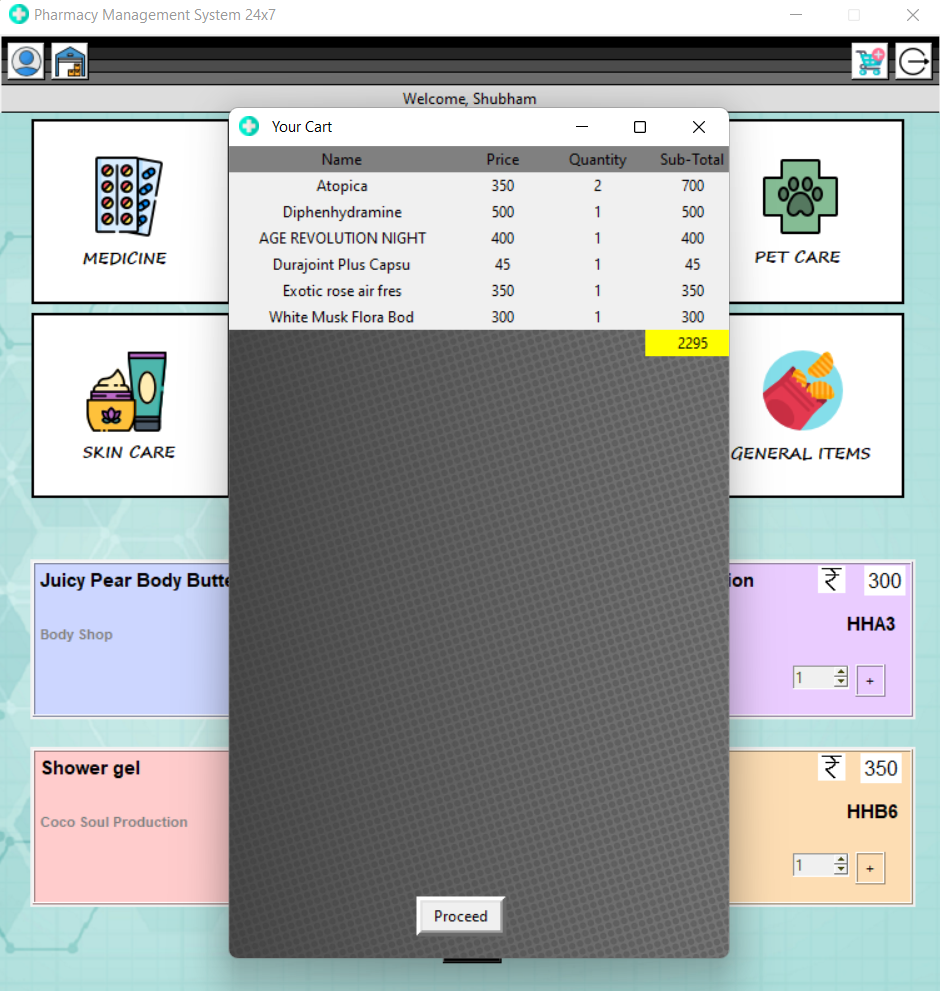 Pharmacy Management System 24x7
Welcome, Shubham
Your Cart
Name Price Quantity Sub-Total
Atopica 350 2 700
Diphenhydramine 500 1 500
AGE REVOLUTION NIGHT 400 1 400
Durajoint Plus Capsu 45 1 45
Exotic rose air fres 350 1 350
White Musk Flora Bod 300 1 300
2295
Proceed
MEDICINE
PET CARE
SKIN CARE
GENERAL ITEMS
Juicy Pear Body Butte
Body Shop
ion ₹ 300
HHA3
1 +
Shower gel
Coco Soul Production
₹ 350
HHB6
1 +